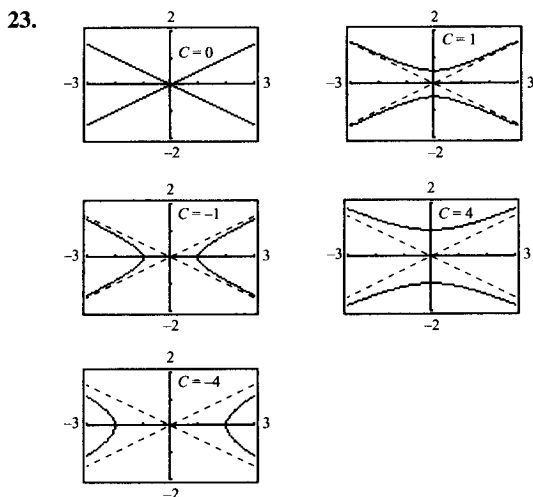 23.
2 2
C = 0 C = 1
–3 3 –3 3
–2 –2
2 2
C = –1 C = 4
–3 3 –3 3
–2 –2
2
C = –4
–3 3
–2